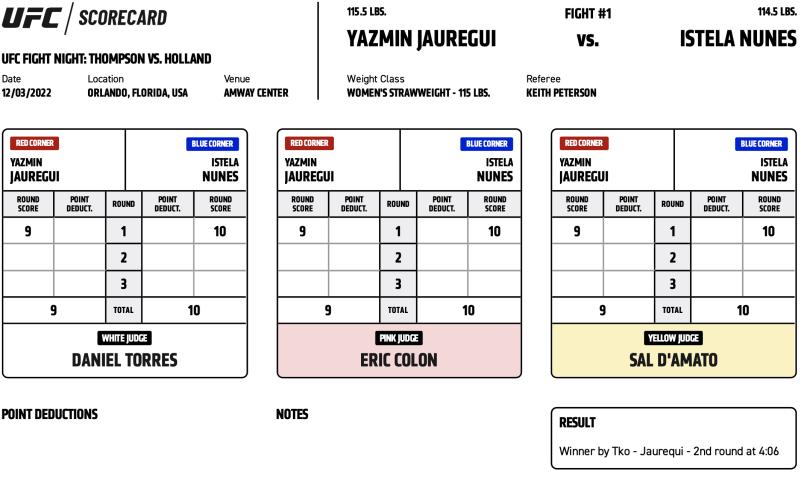 UFC / SCORECARD
UFC FIGHT NIGHT: THOMPSON VS. HOLLAND
Date Location Venue
12/03/2022 ORLANDO, FLORIDA, USA AMWAY CENTER
115.5 LBS. FIGHT #1 114.5 LBS.
YAZMIN JAUREGUI VS. ISTELA NUNES
Weight Class Referee
WOMEN'S STRAWWEIGHT - 115 LBS. KEITH PETERSON
RED CORNER BLUE CORNER
YAZMIN ISTELA
JAUREGUI NUNES
ROUND SCORE POINT DEDUCT. ROUND POINT DEDUCT. ROUND SCORE
9 1 10
2
3
9 TOTAL 10
WHITE JUDGE
DANIEL TORRES
RED CORNER BLUE CORNER
YAZMIN ISTELA
JAUREGUI NUNES
ROUND SCORE POINT DEDUCT. ROUND POINT DEDUCT. ROUND SCORE
9 1 10
2
3
9 TOTAL 10
PINK JUDGE
ERIC COLON
RED CORNER BLUE CORNER
YAZMIN ISTELA
JAUREGUI NUNES
ROUND SCORE POINT DEDUCT. ROUND POINT DEDUCT. ROUND SCORE
9 1 10
2
3
9 TOTAL 10
YELLOW JUDGE
SAL D'AMATO
POINT DEDUCTIONS
NOTES
RESULT
Winner by Tko - Jaurequi - 2nd round at 4:06